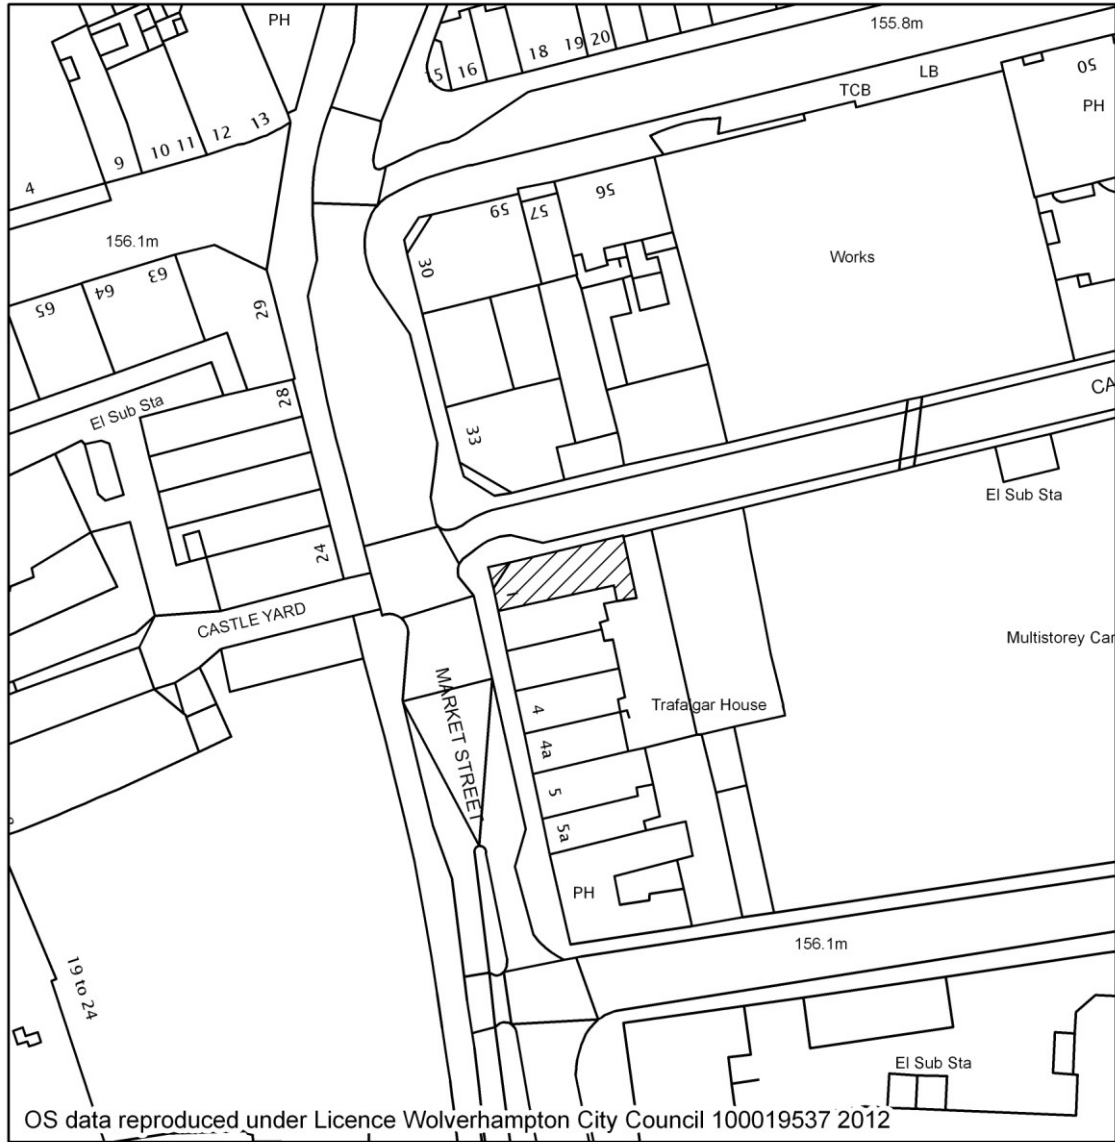 PH
155.8m
15
16
18
19
20
LB
TCB
50
PH
4
9
10
11
12
13
156.1m
59
57
56
30
Works
65
64
63
29
El Sub Sta
28
33
CA
El Sub Sta
24
1
CASTLE YARD
MARKET STREET
Multistorey Car
4
Trafalgar House
4a
5
5a
PH
156.1m
19 to 24
El Sub Sta
OS data reproduced under Licence Wolverhampton City Council 100019537 2012